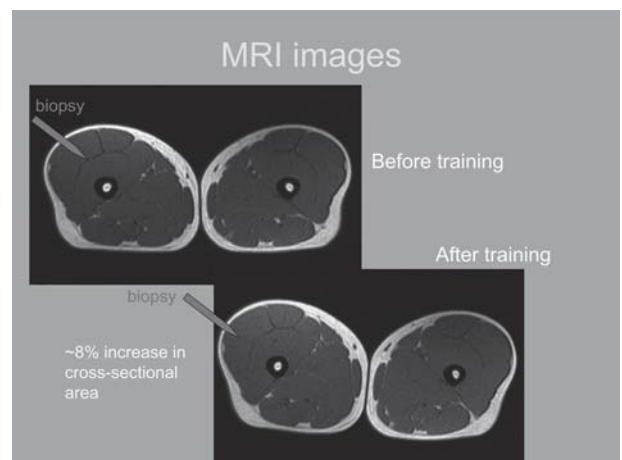 MRI images
biopsy
Before training
After training
biopsy
~8% increase in
cross-sectional
area